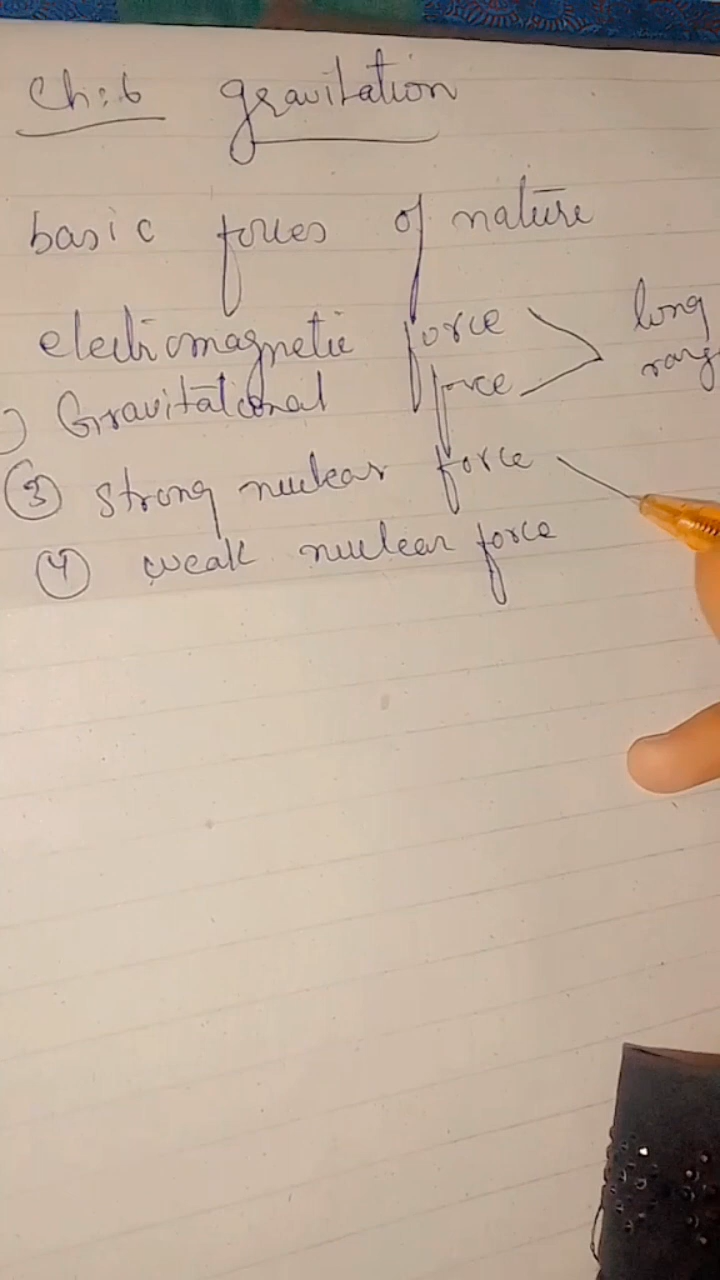 Ch:6 gravitation
basic forces of nature
electromagnetic force
long
Gravitational force
③ strong nuclear force
④ weak nuclear force